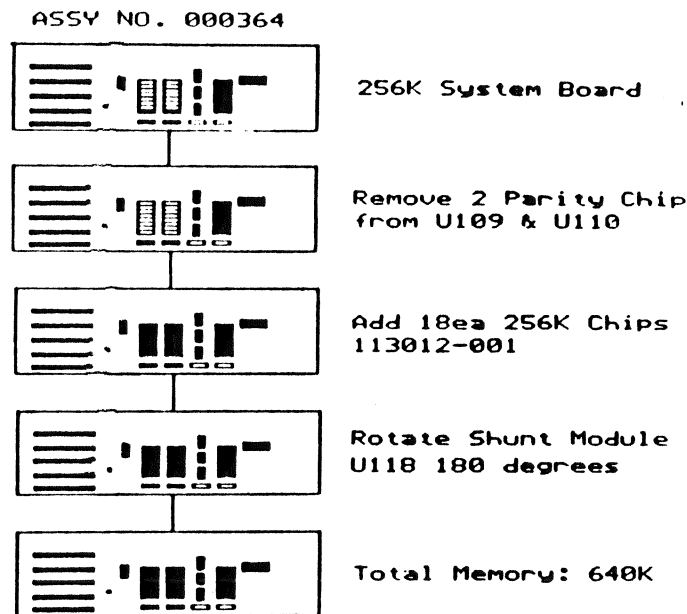 ASSY NO. 000364
256K System Board
Remove 2 Parity Chip
from U109 & U110
Add 18ea 256K Chips
113012-001
Rotate Shunt Module
U118 180 degrees
Total Memory: 640K